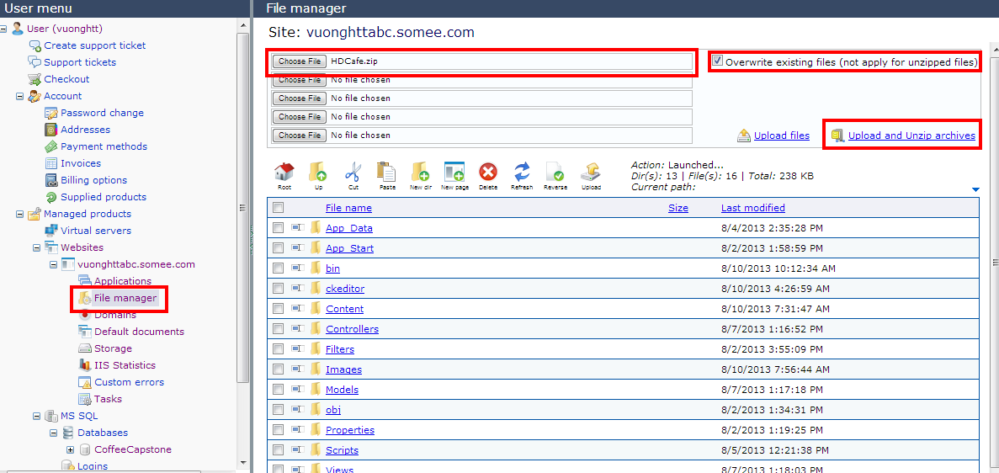 User menu
User (vuonghtt)
Create support ticket
Support tickets
Checkout
Account
Password change
Addresses
Payment methods
Invoices
Billing options
Supplied products
Managed products
Virtual servers
Websites
vuonghttabc.somee.com
Applications
File manager
Domains
Default documents
Storage
IIS Statistics
Custom errors
Tasks
MS SQL
Databases
CoffeeCapstone
Logins
File manager
Site: vuonghttabc.somee.com
Choose File HDCafe.zip
Overwrite existing files (not apply for unzipped files)
Choose File No file chosen
Choose File No file chosen
Choose File No file chosen
Choose File No file chosen
Upload files Upload and Unzip archives
Root Up Cut Paste New dir New page Delete Refresh Reverse Upload
Action: Launched...
Dir(s): 13 | File(s): 16 | Total: 238 KB
Current path:
File name Size Last modified
App_Data 8/4/2013 2:35:28 PM
App_Start 8/2/2013 1:58:59 PM
bin 8/10/2013 10:12:34 AM
ckeditor 8/10/2013 4:26:59 AM
Content 8/10/2013 7:31:47 AM
Controllers 8/7/2013 1:16:52 PM
Filters 8/2/2013 3:55:09 PM
Images 8/10/2013 7:56:44 AM
Models 8/7/2013 1:17:18 PM
obj 8/2/2013 1:34:31 PM
Properties 8/2/2013 1:19:25 PM
Scripts 8/5/2013 12:21:38 PM
Views 8/7/2013 1:18:03 PM